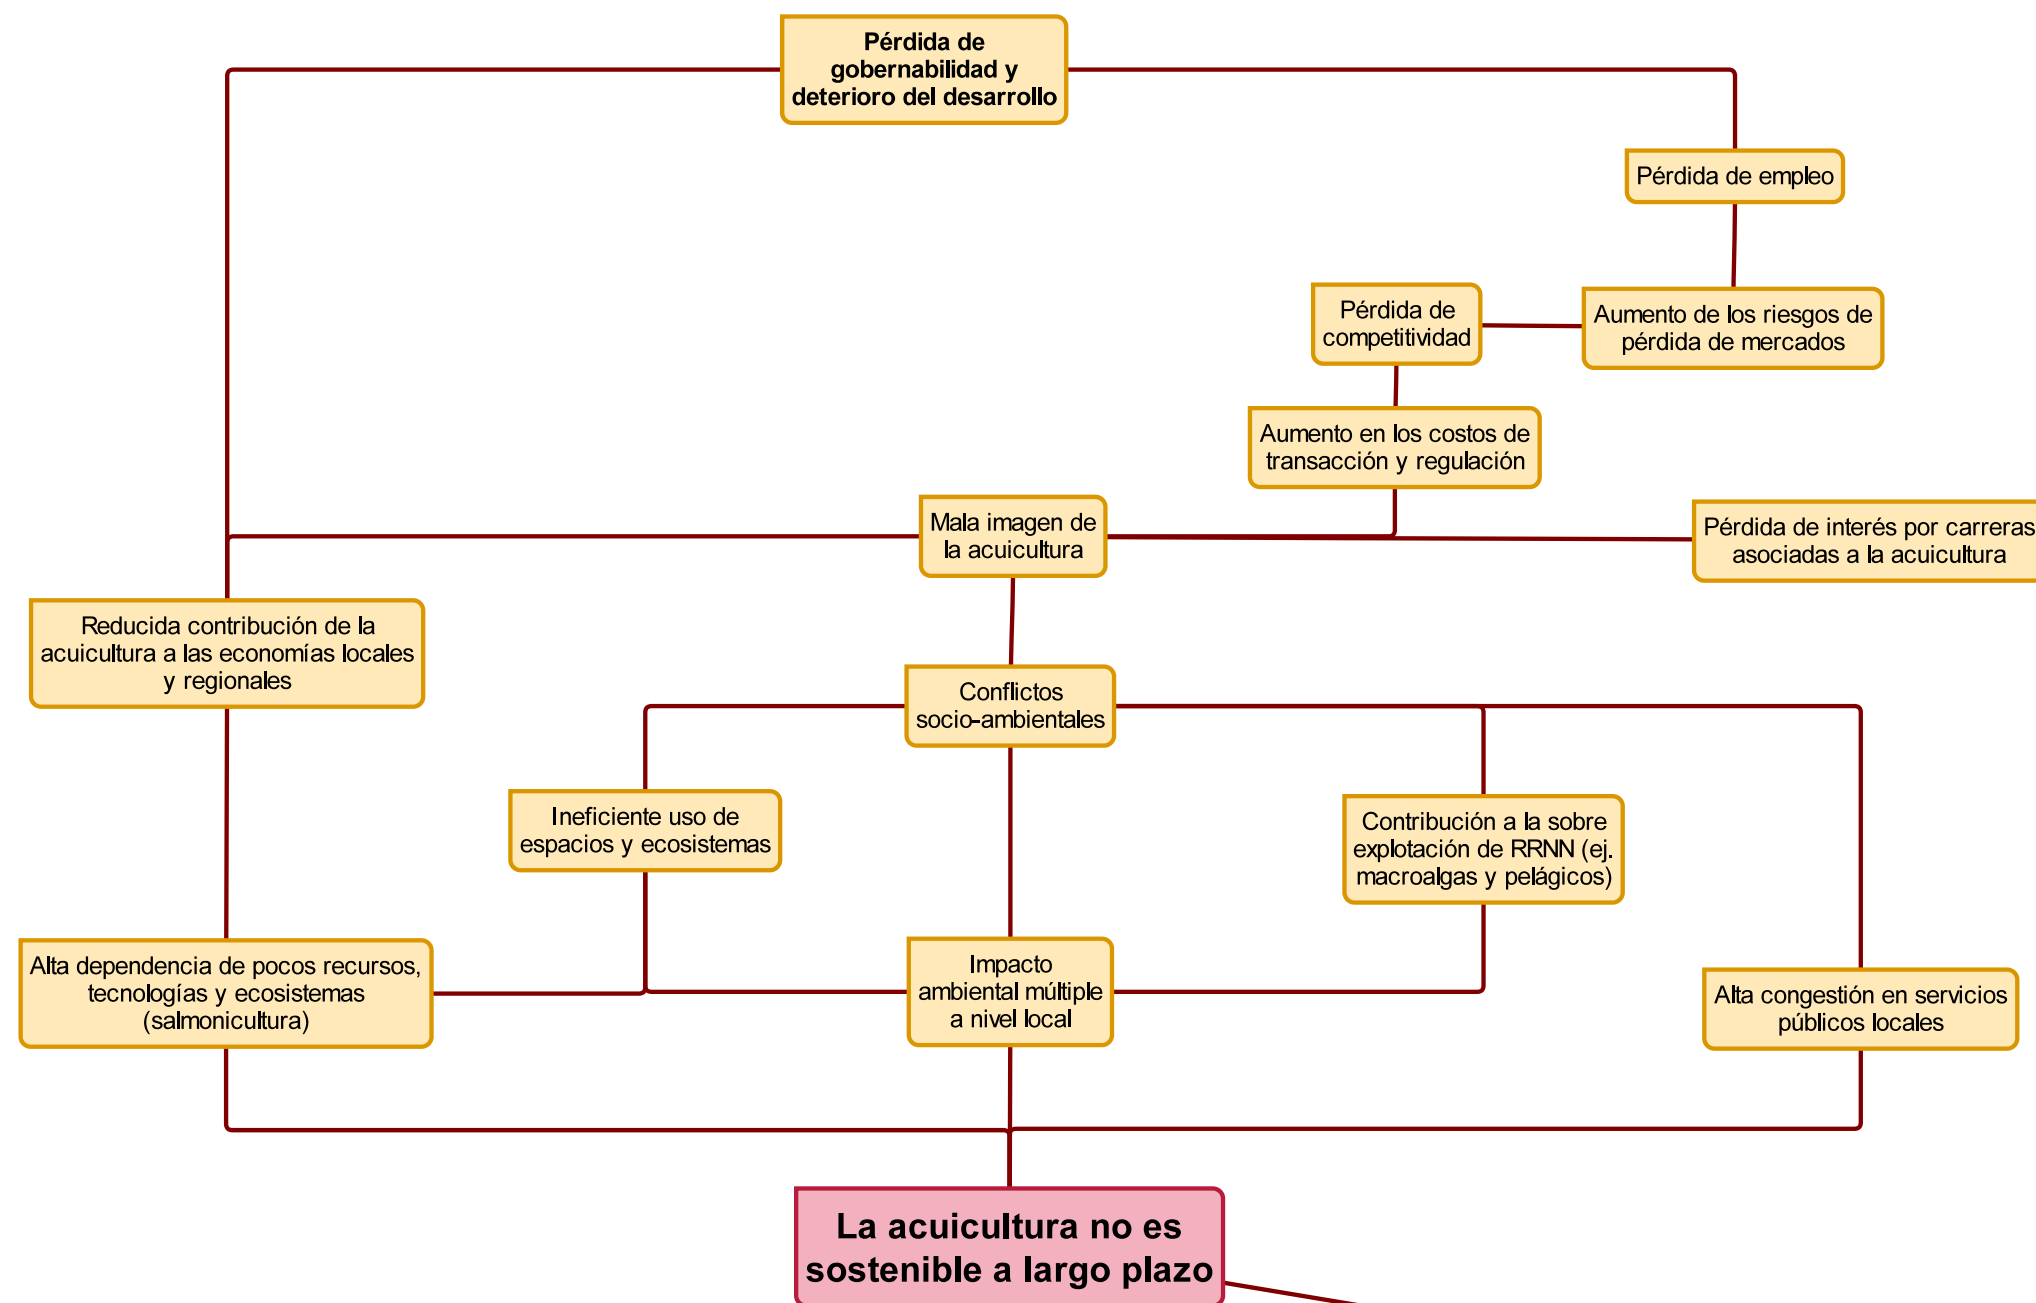 Pérdida de
gobernabilidad y
deterioro del desarrollo
Pérdida de empleo
Pérdida de
competitividad
Aumento de los riesgos de
pérdida de mercados
Aumento en los costos de
transacción y regulación
Mala imagen de
la acuicultura
Pérdida de interés por carreras
asociadas a la acuicultura
Reducida contribución de la
acuicultura a las economías locales
y regionales
Conflictos
socio-ambientales
Ineficiente uso de
espacios y ecosistemas
Contribución a la sobre
explotación de RRNN (ej.
macroalgas y pelágicos)
Alta dependencia de pocos recursos,
tecnologías y ecosistemas
(salmonicultura)
Impacto
ambiental múltiple
a nivel local
Alta congestión en servicios
públicos locales
La acuicultura no es
sostenible a largo plazo